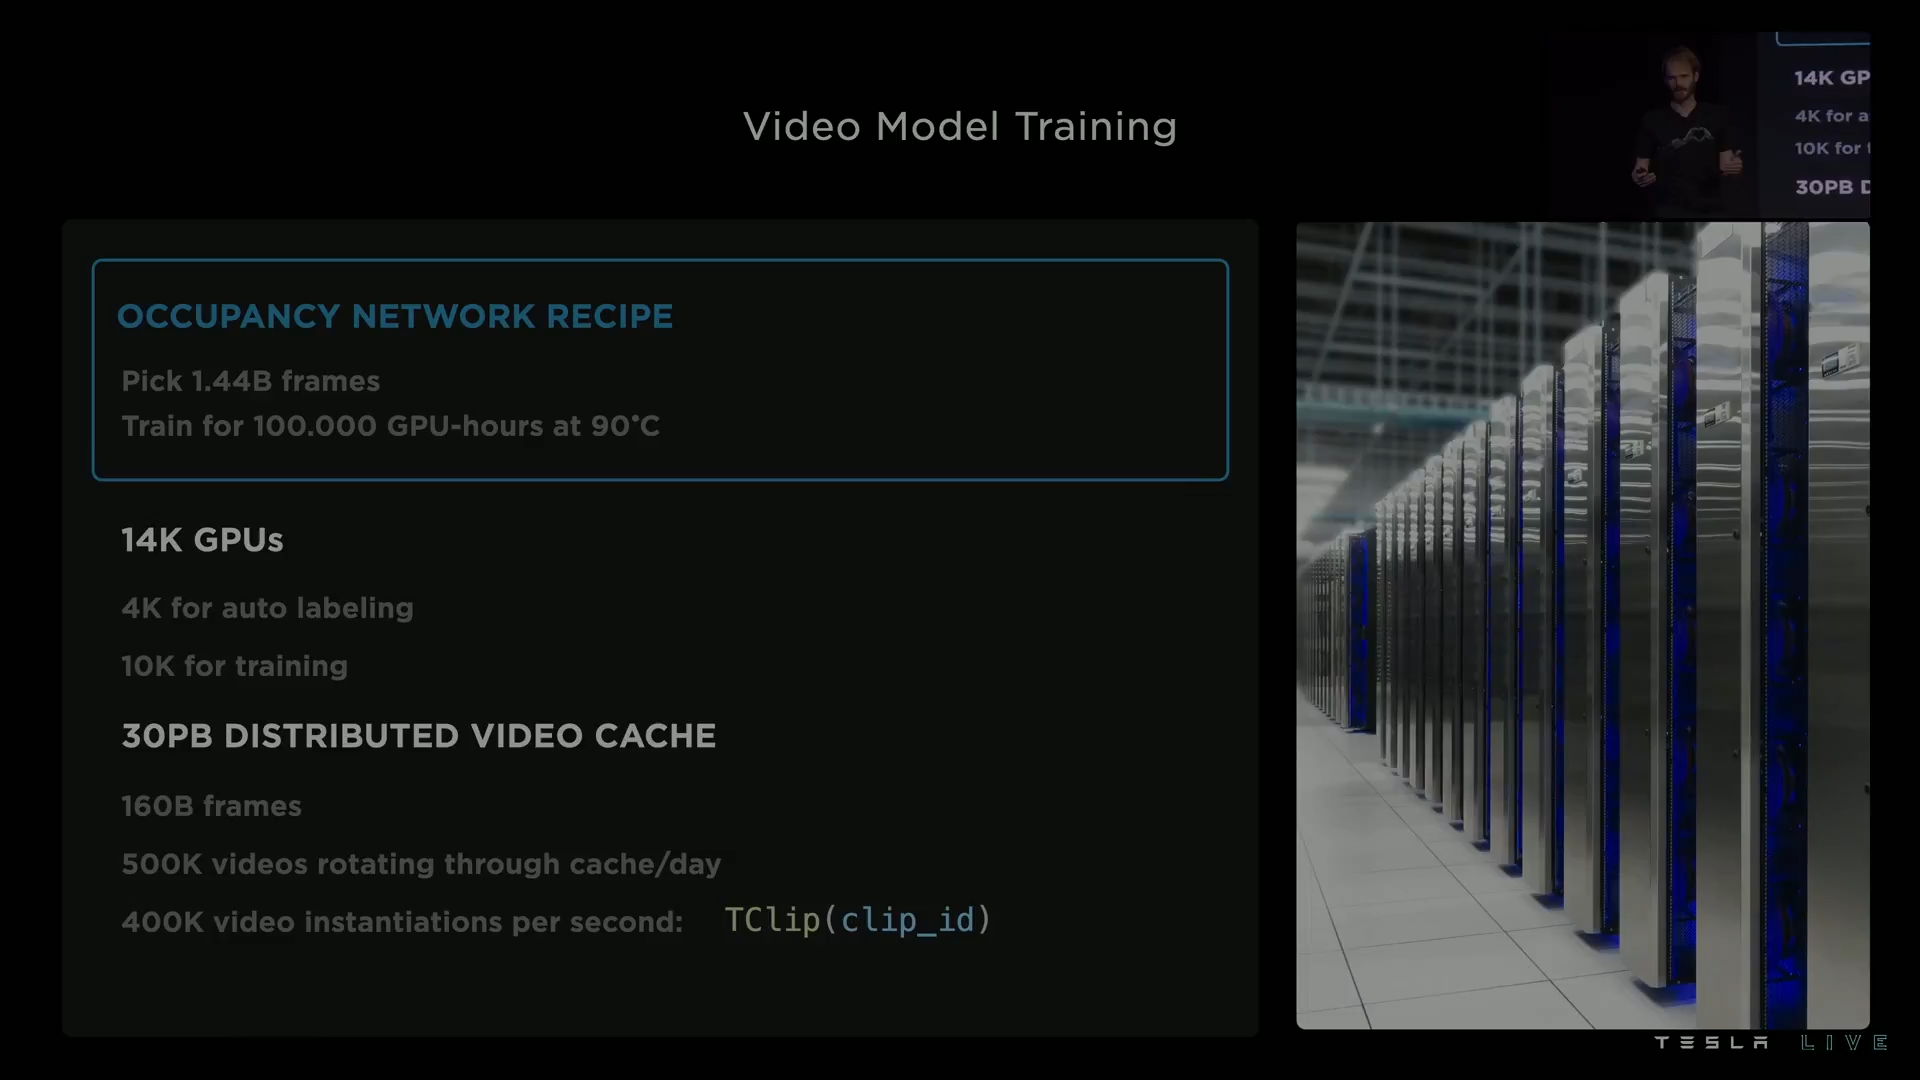 Video Model Training
14K GP
4K for a
10K for t
30PB D
OCCUPANCY NETWORK RECIPE
Pick 1.44B frames
Train for 100.000 GPU-hours at 90°C
14K GPUs
4K for auto labeling
10K for training
30PB DISTRIBUTED VIDEO CACHE
160B frames
500K videos rotating through cache/day
400K video instantiations per second: TClip(clip_id)
TESLA LIVE